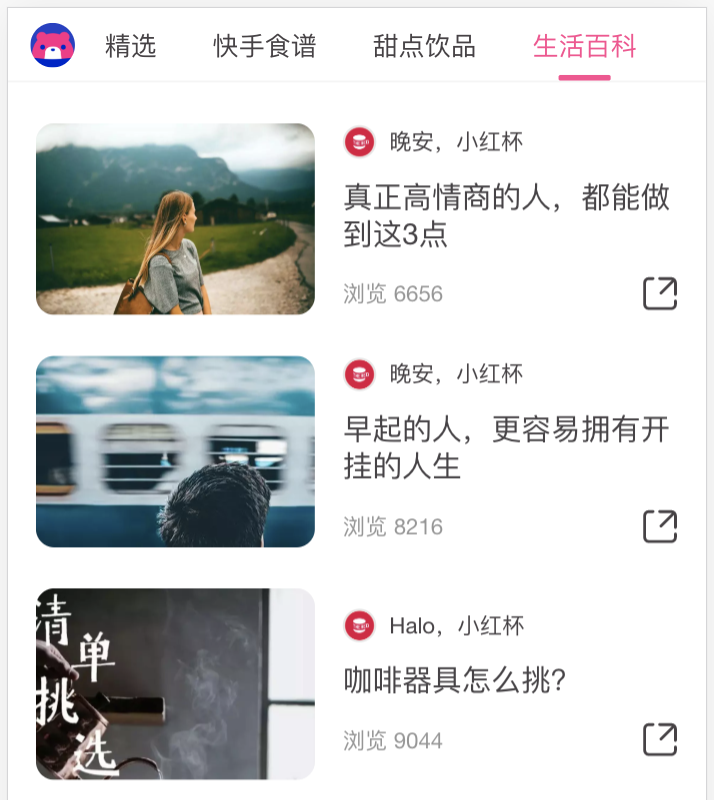 精选 快手食谱 甜点饮品 生活百科
晚安，小红杯
真正高情商的人，都能做
到这3点
浏览 6656
晚安，小红杯
早起的人，更容易拥有开
挂的人生
浏览 8216
清
单
挑
选
Halo，小红杯
咖啡器具怎么挑?
浏览 9044